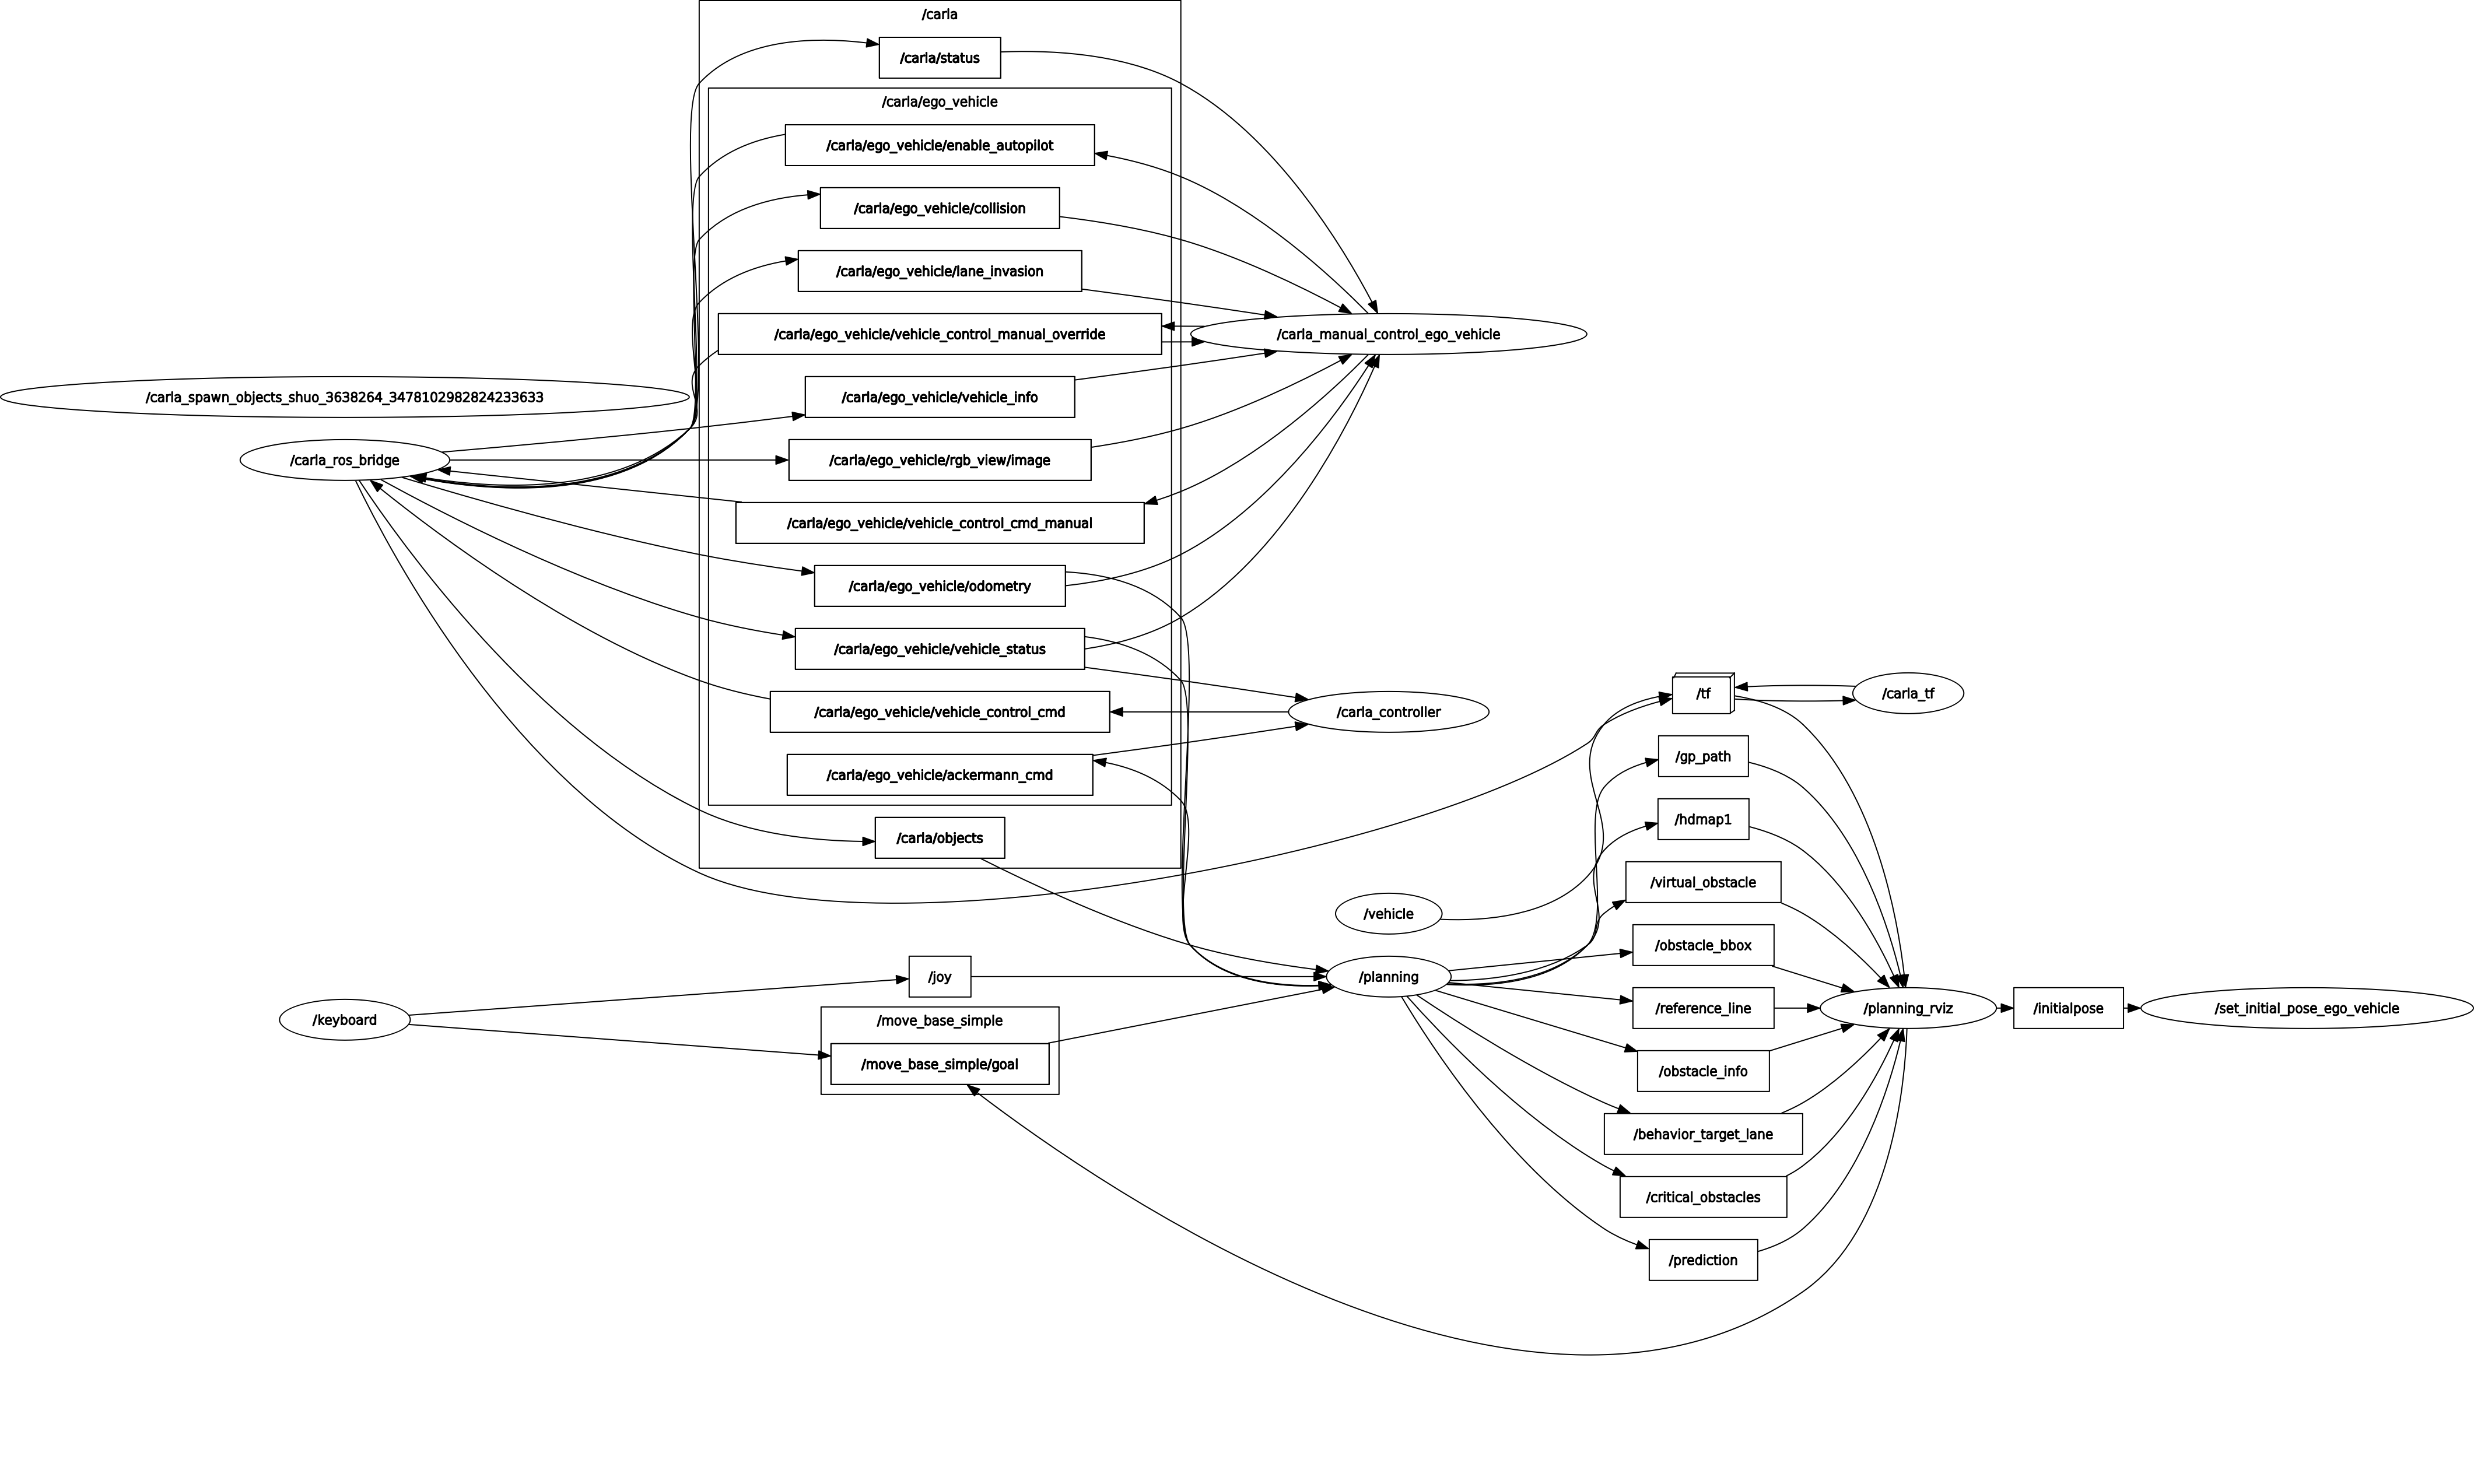 /carla
/carla/status
/carla/ego_vehicle
/carla/ego_vehicle/enable_autopilot
/carla/ego_vehicle/collision
/carla/ego_vehicle/lane_invasion
/carla/ego_vehicle/vehicle_control_manual_override
/carla_manual_control_ego_vehicle
/carla_spawn_objects_shuo_3638264_3478102982824233633
/carla/ego_vehicle/vehicle_info
/carla_ros_bridge
/carla/ego_vehicle/rgb_view/image
/carla/ego_vehicle/vehicle_control_cmd_manual
/carla/ego_vehicle/odometry
/carla/ego_vehicle/vehicle_status
/carla/ego_vehicle/vehicle_control_cmd
/carla_controller
/carla/ego_vehicle/ackermann_cmd
/carla/objects
/tf
/carla_tf
/gp_path
/hdmap1
/virtual_obstacle
/vehicle
/obstacle_bbox
/joy
/planning
/reference_line
/planning_rviz
/initialpose
/set_initial_pose_ego_vehicle
/keyboard
/move_base_simple
/move_base_simple/goal
/obstacle_info
/behavior_target_lane
/critical_obstacles
/prediction